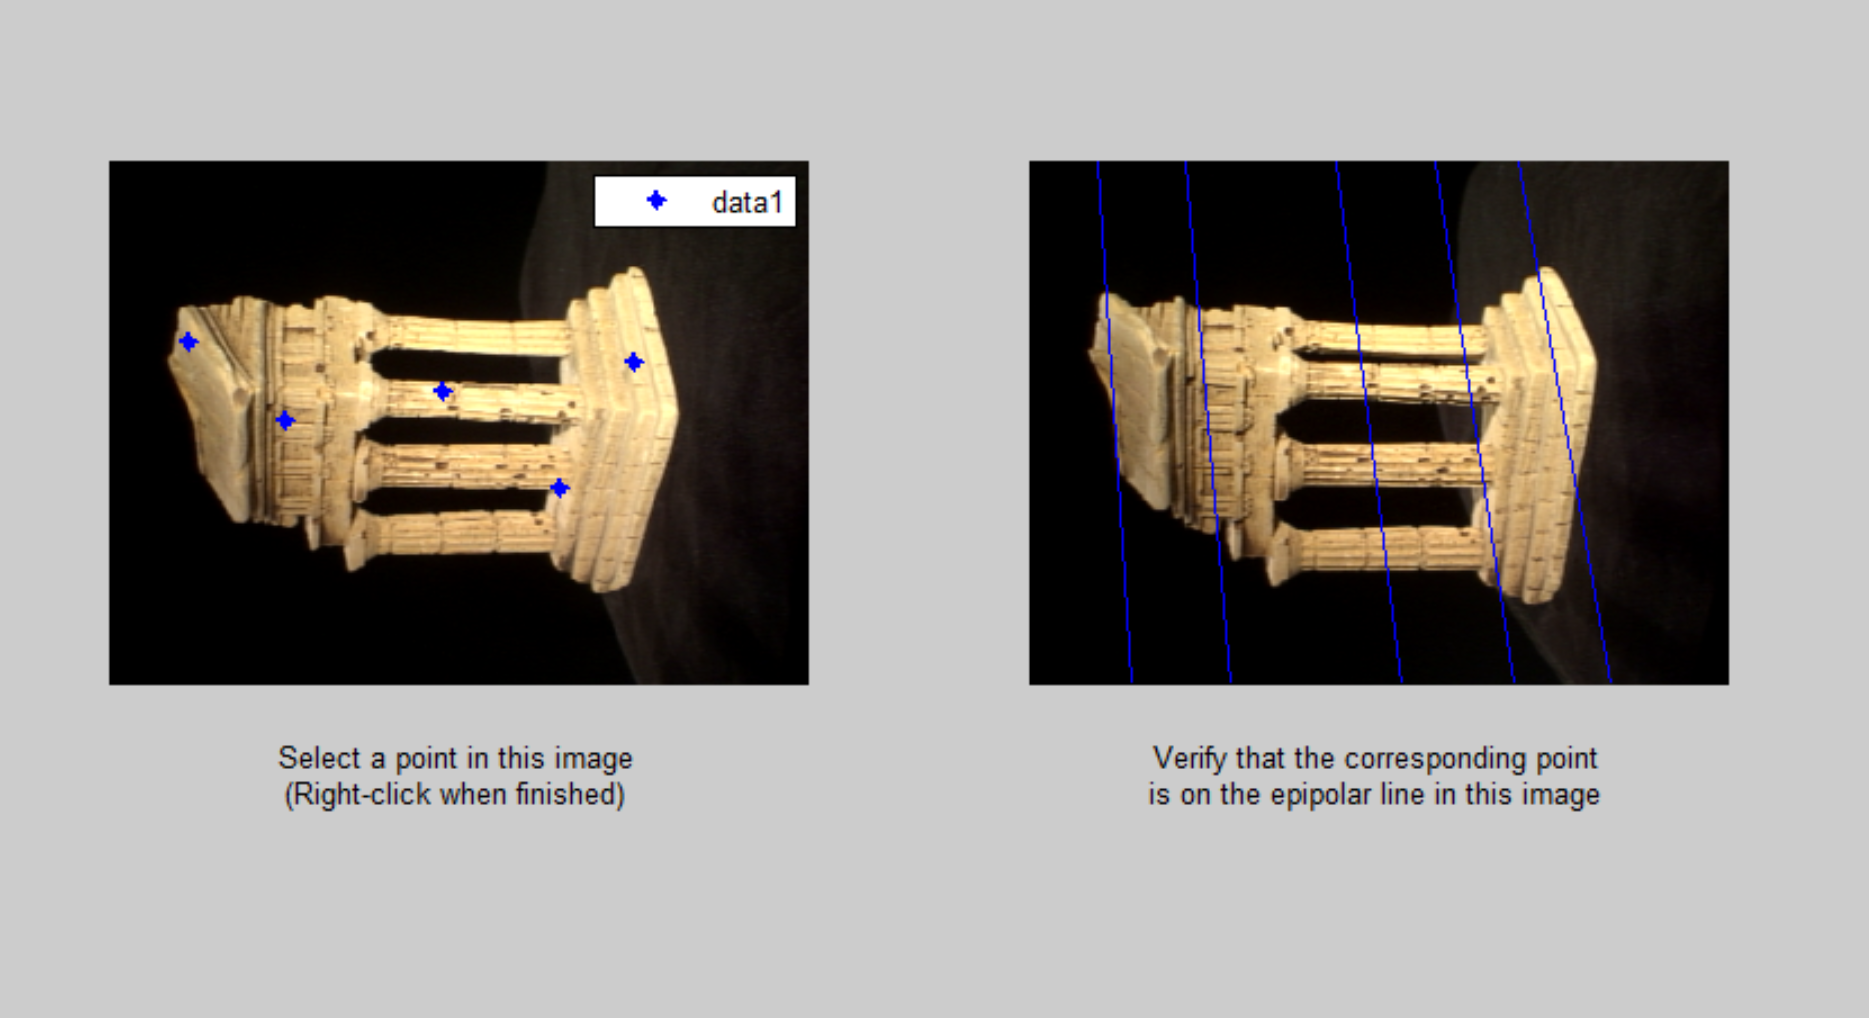 data1
Select a point in this image
(Right-click when finished)
Verify that the corresponding point
is on the epipolar line in this image